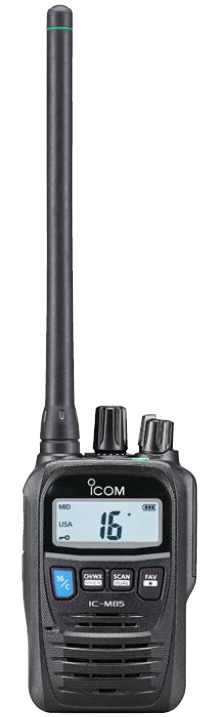 ICOM
MID
USA
16
16/C
CH/WX
SCAN
DUAL
FAV
IC-M85